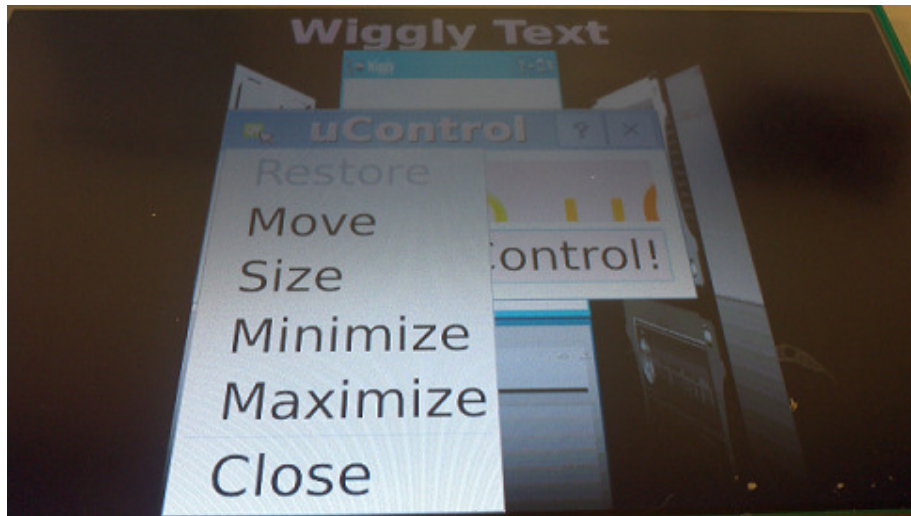 Wiggly Text
uControl
? ×
Restore
Move
Control!
Size
Minimize
Maximize
Close